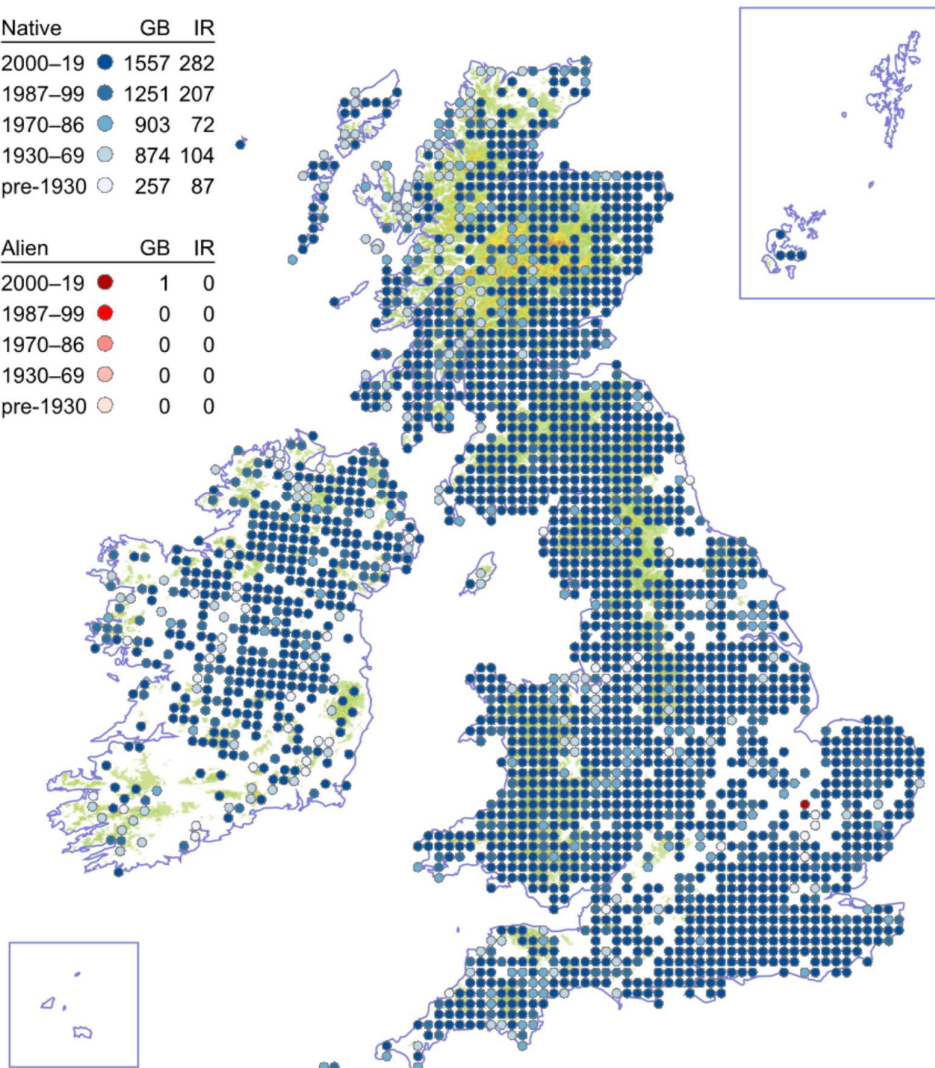 Native GB IR
2000–19 1557 282
1987–99 1251 207
1970–86 903 72
1930–69 874 104
pre-1930 257 87
Alien GB IR
2000–19 1 0
1987–99 0 0
1970–86 0 0
1930–69 0 0
pre-1930 0 0